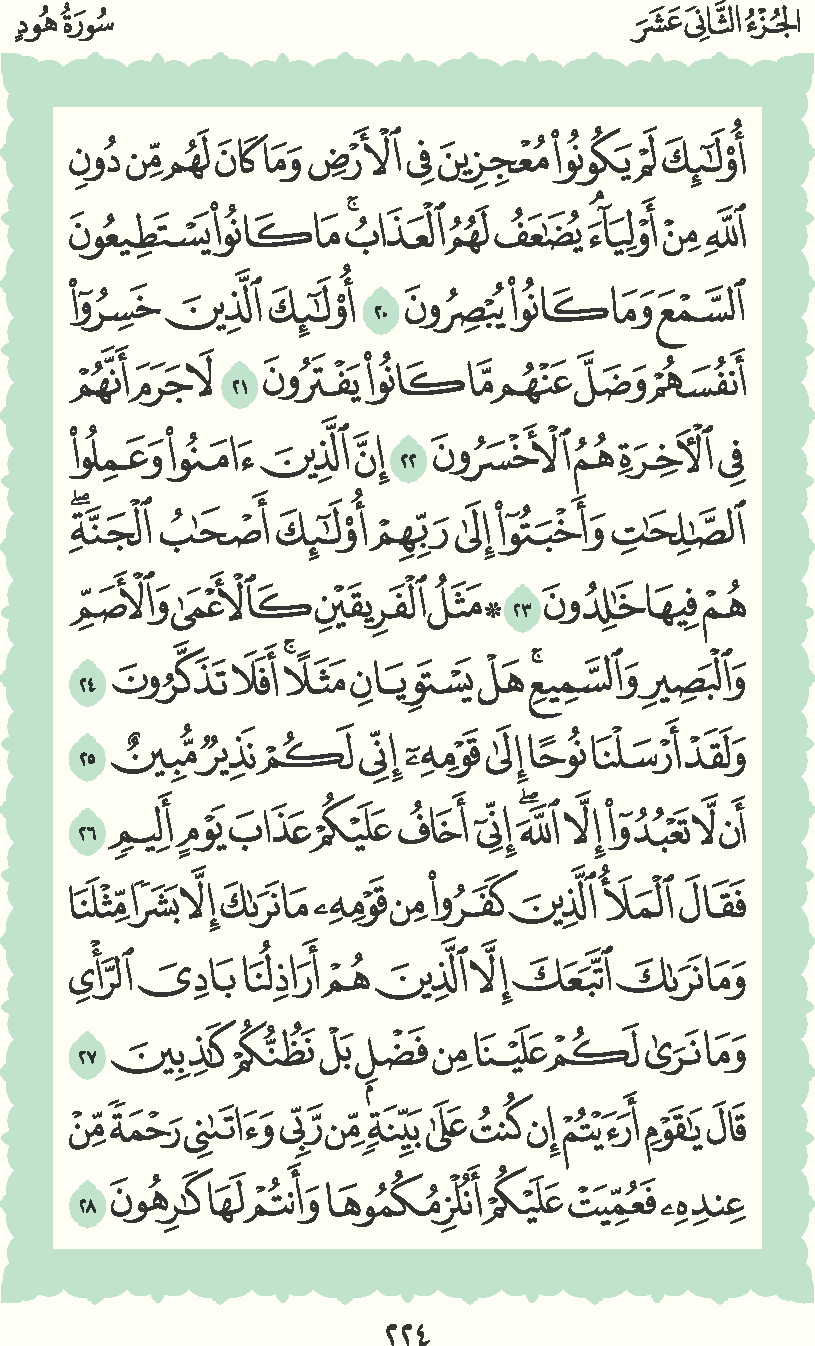 الجُزْءُ الثَّانِىَ عَشَرَ
سُورَةُ هُودٍ
أُوْلَٰٓئِكَ لَمْ يَكُونُواْ مُعْجِزِينَ فِى ٱلْأَرْضِ وَمَا كَانَ لَهُم مِّن دُونِ
ٱللَّهِ مِنْ أَوْلِيَآءَۘ يُضَٰعَفُ لَهُمُ ٱلْعَذَابُۚ مَا كَانُواْ يَسْتَطِيعُونَ
ٱلسَّمْعَ وَمَا كَانُواْ يُبْصِرُونَ ٢٠ أُوْلَٰٓئِكَ ٱلَّذِينَ خَسِرُوٓاْ
أَنفُسَهُمْ وَضَلَّ عَنْهُم مَّا كَانُواْ يَفْتَرُونَ ٢١ لَا جَرَمَ أَنَّهُمْ
فِى ٱلْأَخِرَةِ هُمُ ٱلْأَخْسَرُونَ ٢٢ إِنَّ ٱلَّذِينَ ءَامَنُواْ وَعَمِلُواْ
ٱلصَّٰلِحَٰتِ وَأَخْبَتُوٓاْ إِلَىٰ رَبِّهِمْ أُوْلَٰٓئِكَ أَصْحَٰبُ ٱلْجَنَّةِۖ
هُمْ فِيهَا خَٰلِدُونَ ٢٣ ۞ مَثَلُ ٱلْفَرِيقَيْنِ كَٱلْأَعْمَىٰ وَٱلْأَصَمِّ
وَٱلْبَصِيرِ وَٱلسَّمِيعِۚ هَلْ يَسْتَوِيَانِ مَثَلًاۚ أَفَلَا تَذَكَّرُونَ ٢٤
وَلَقَدْ أَرْسَلْنَا نُوحًا إِلَىٰ قَوْمِهِۦٓ إِنِّى لَكُمْ نَذِيرٌ مُّبِينٌ ٢٥
أَن لَّا تَعْبُدُوٓاْ إِلَّا ٱللَّهَۖ إِنِّىٓ أَخَافُ عَلَيْكُمْ عَذَابَ يَوْمٍ أَلِيمٍ ٢٦
فَقَالَ ٱلْمَلَأُ ٱلَّذِينَ كَفَرُواْ مِن قَوْمِهِۦ مَا نَرَىٰكَ إِلَّا بَشَرًا مِّثْلَنَا
وَمَا نَرَىٰكَ ٱتَّبَعَكَ إِلَّا ٱلَّذِينَ هُمْ أَرَاذِلُنَا بَادِىَ ٱلرَّأْىِ
وَمَا نَرَىٰ لَكُمْ عَلَيْنَا مِن فَضْلٍ بَلْ نَظُنُّكُمْ كَٰذِبِينَ ٢٧
قَالَ يَٰقَوْمِ أَرَءَيْتُمْ إِن كُنتُ عَلَىٰ بَيِّنَةٍ مِّن رَّبِّى وَءَاتَىٰنِى رَحْمَةً مِّنْ
عِندِهِۦ فَعُمِّيَتْ عَلَيْكُمْ أَنُلْزِمُكُمُوهَا وَأَنتُمْ لَهَا كَٰرِهُونَ ٢٨
٢٢٤